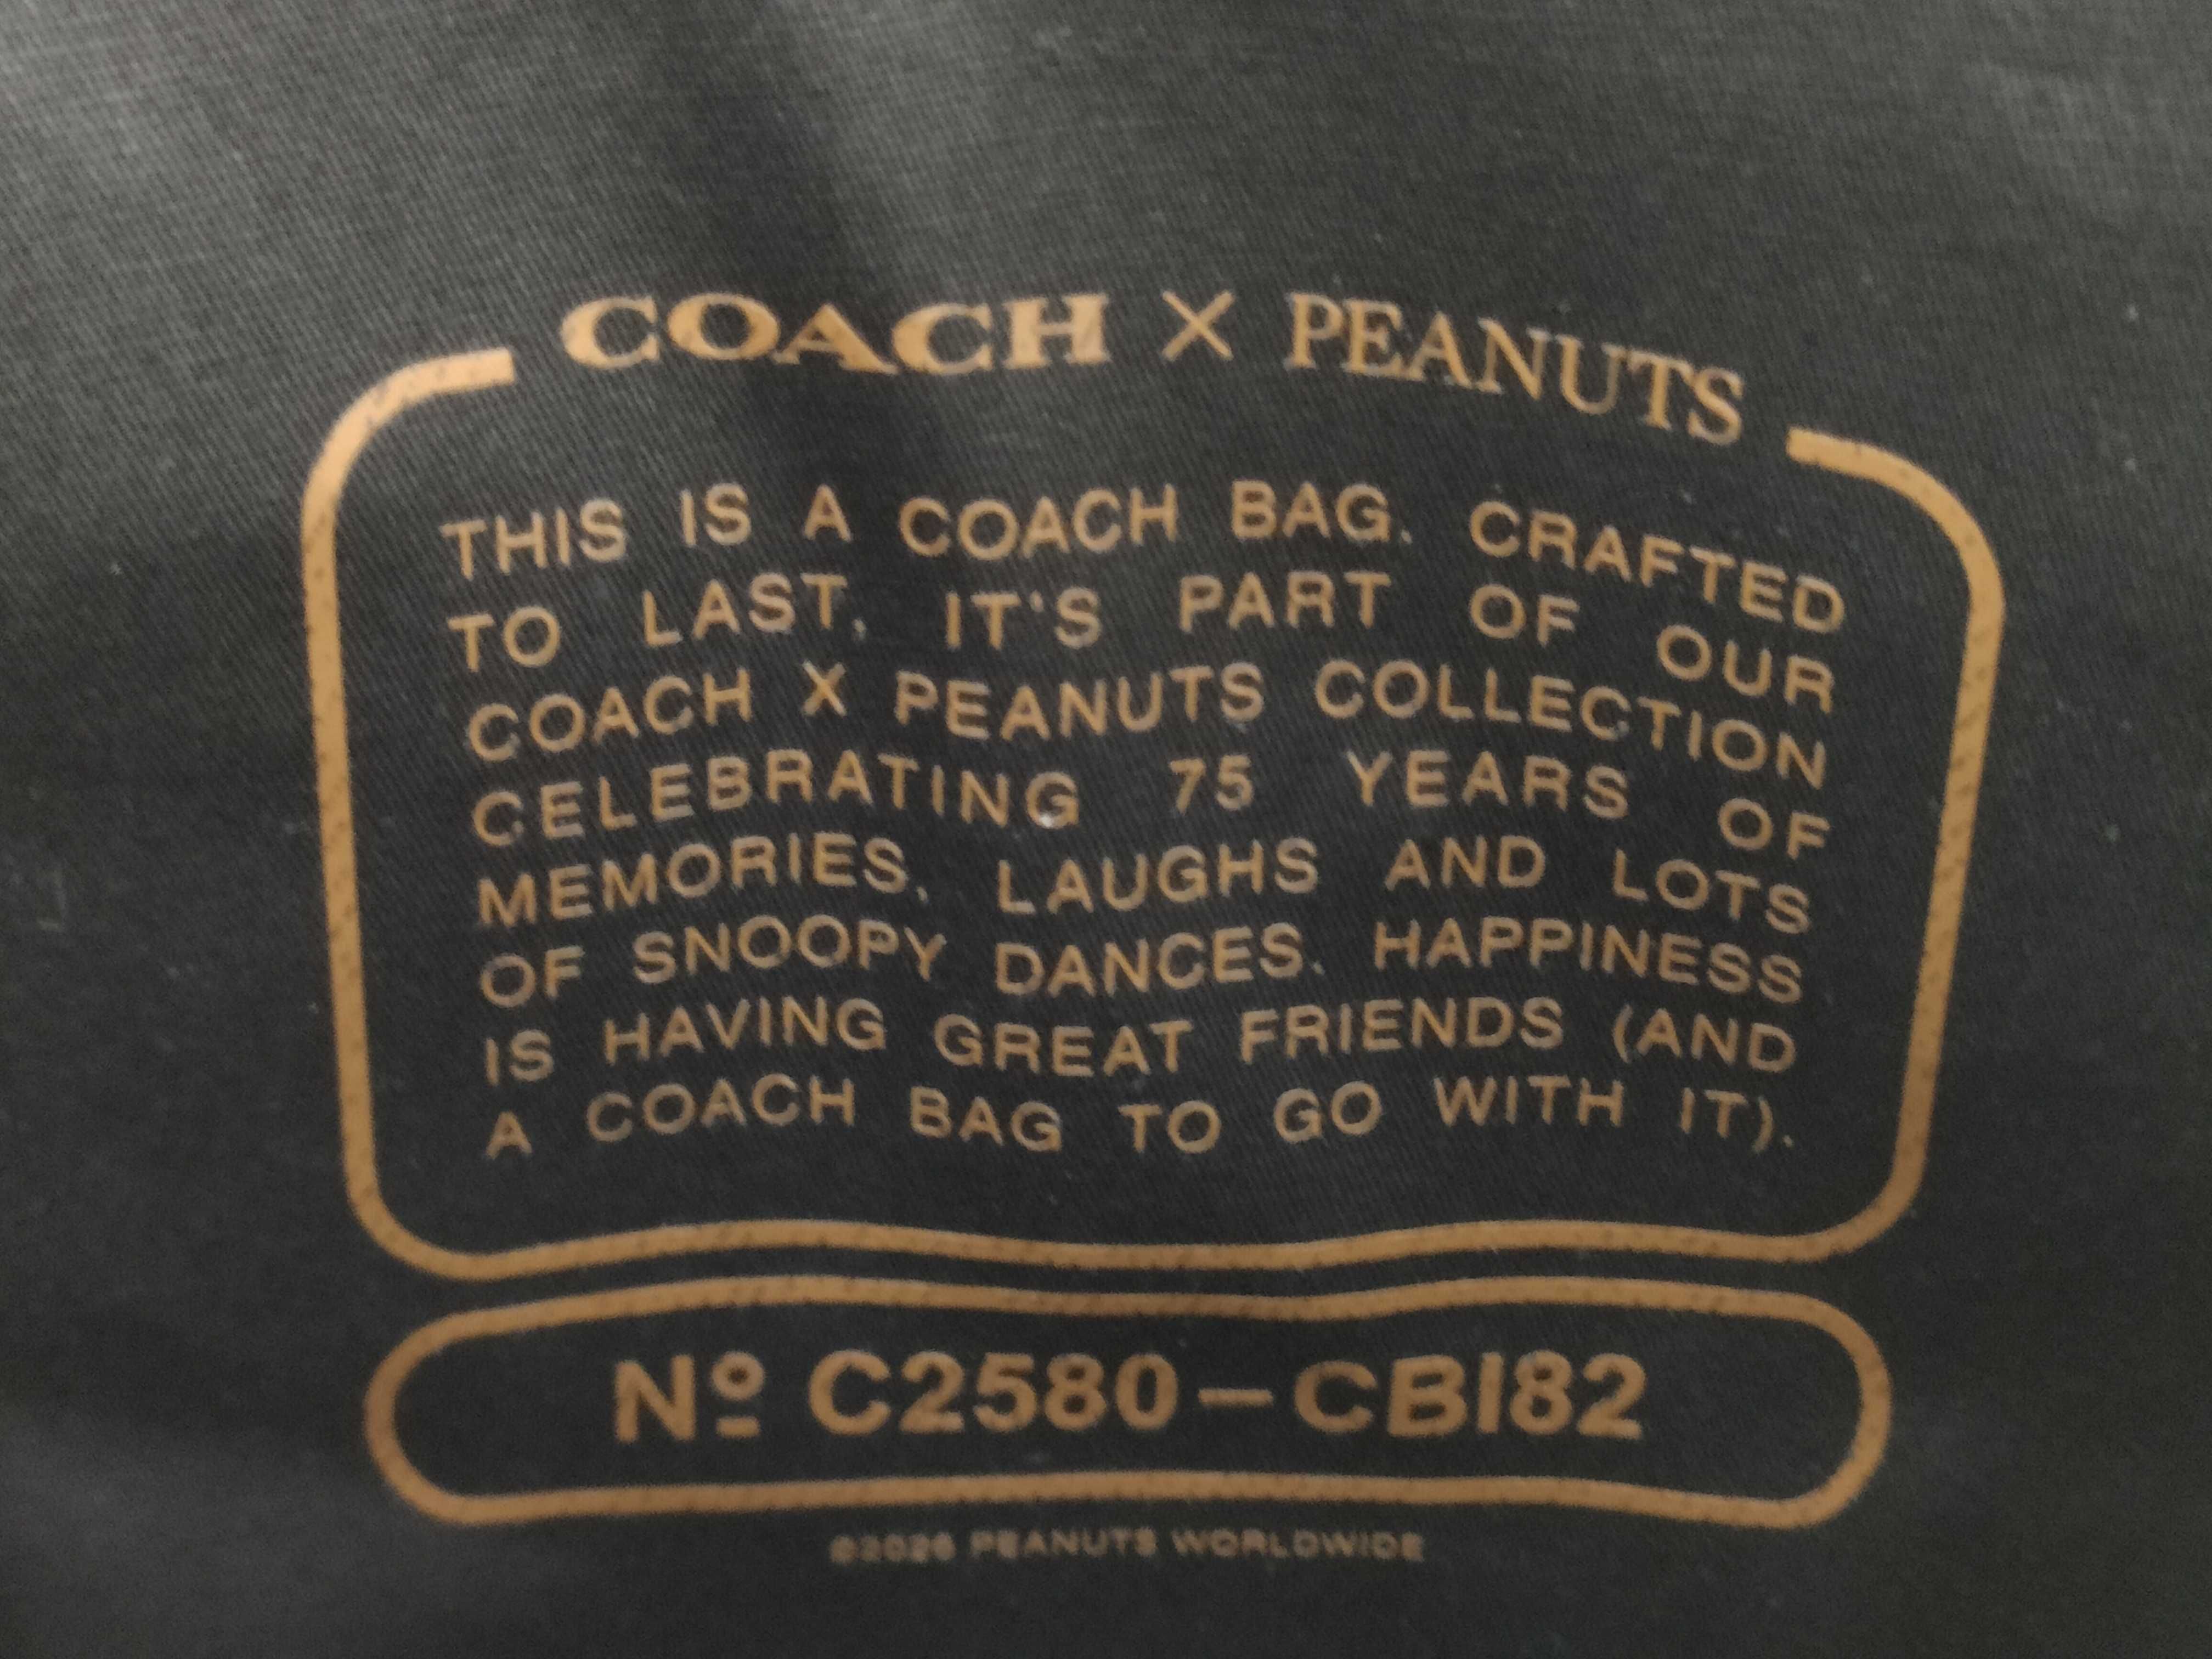 COACH × PEANUTS
THIS IS A COACH BAG. CRAFTED
TO LAST, IT'S PART OF OUR
COACH X PEANUTS COLLECTION
CELEBRATING 75 YEARS OF
MEMORIES, LAUGHS AND LOTS
OF SNOOPY DANCES. HAPPINESS
IS HAVING GREAT FRIENDS (AND
A COACH BAG TO GO WITH IT).
Nº C2580-CBI82
©2026 PEANUTS WORLDWIDE